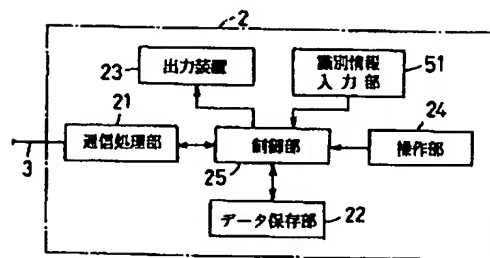 2
23
出力装置
識別情報
入力部
51
21
通信処理部
24
3
制御部
25
操作部
データ保存部
22